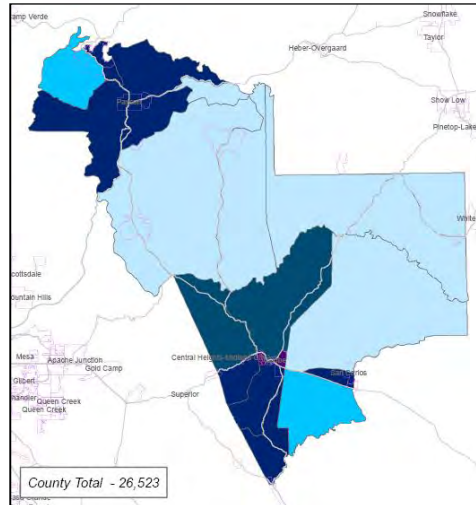 amp Verde
Snowflake
Taylor
Heber-Overgaard
Payson
Show Low
Pinetop-Lake
White
cottsdale
ountain Hills
Central Heights-Midland
Mesa
Apache Junction
Gold Camp
San Carlos
Gilbert
Superior
handler
Queen Creek
Queen Creek
County Total - 26,523